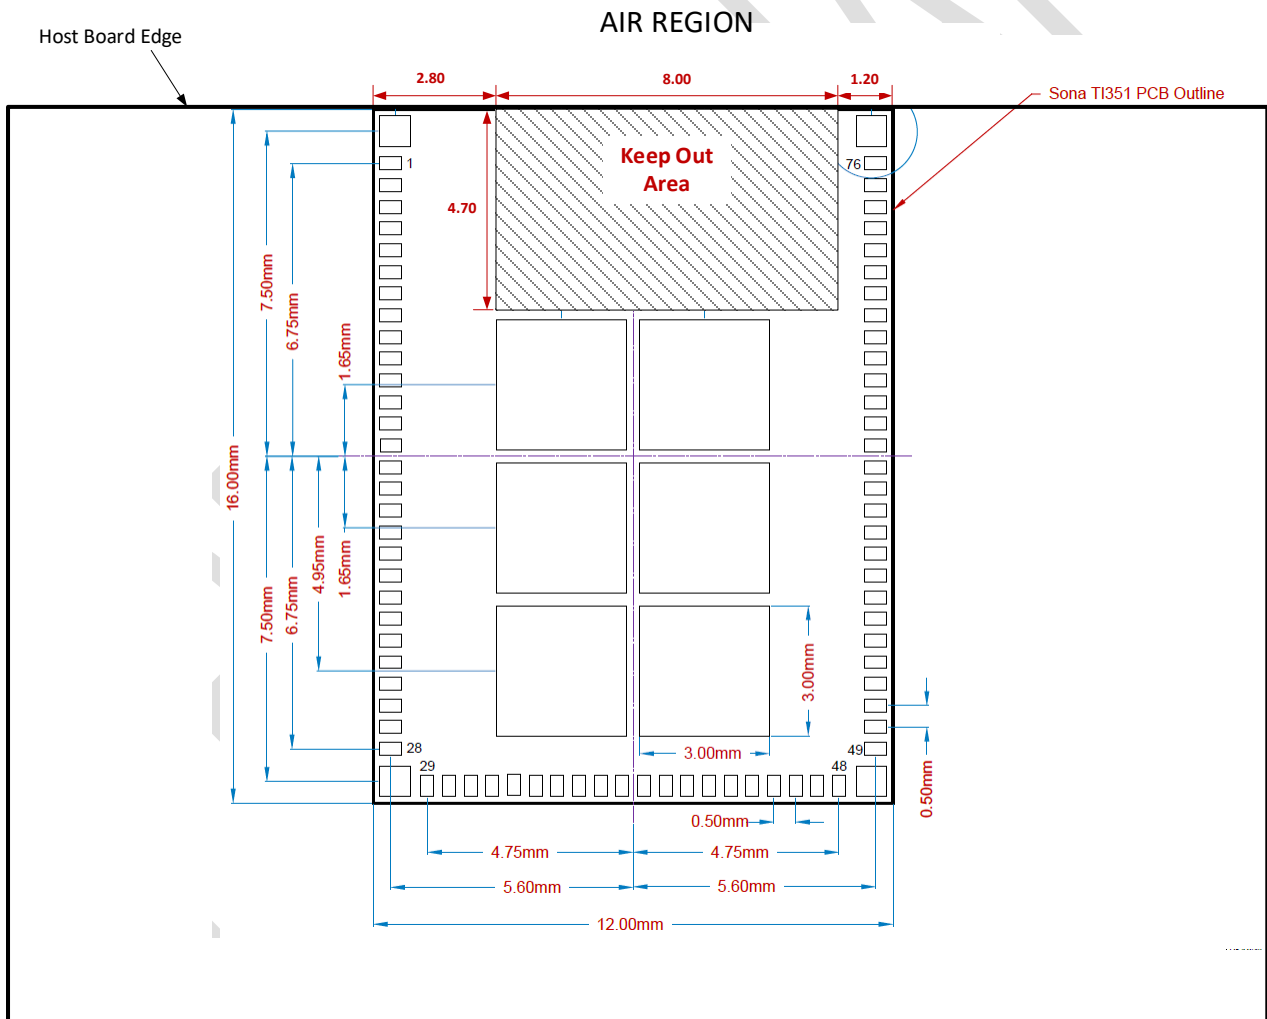 AIR REGION
Host Board Edge
2.80
8.00
1.20
Sona TI351 PCB Outline
Keep Out
Area
1
76
4.70
7.50mm
6.75mm
1.65mm
16.00mm
4.95mm
1.65mm
7.50mm
6.75mm
3.00mm
3.00mm
28
49
29
48
0.50mm
0.50mm
4.75mm
4.75mm
5.60mm
5.60mm
12.00mm